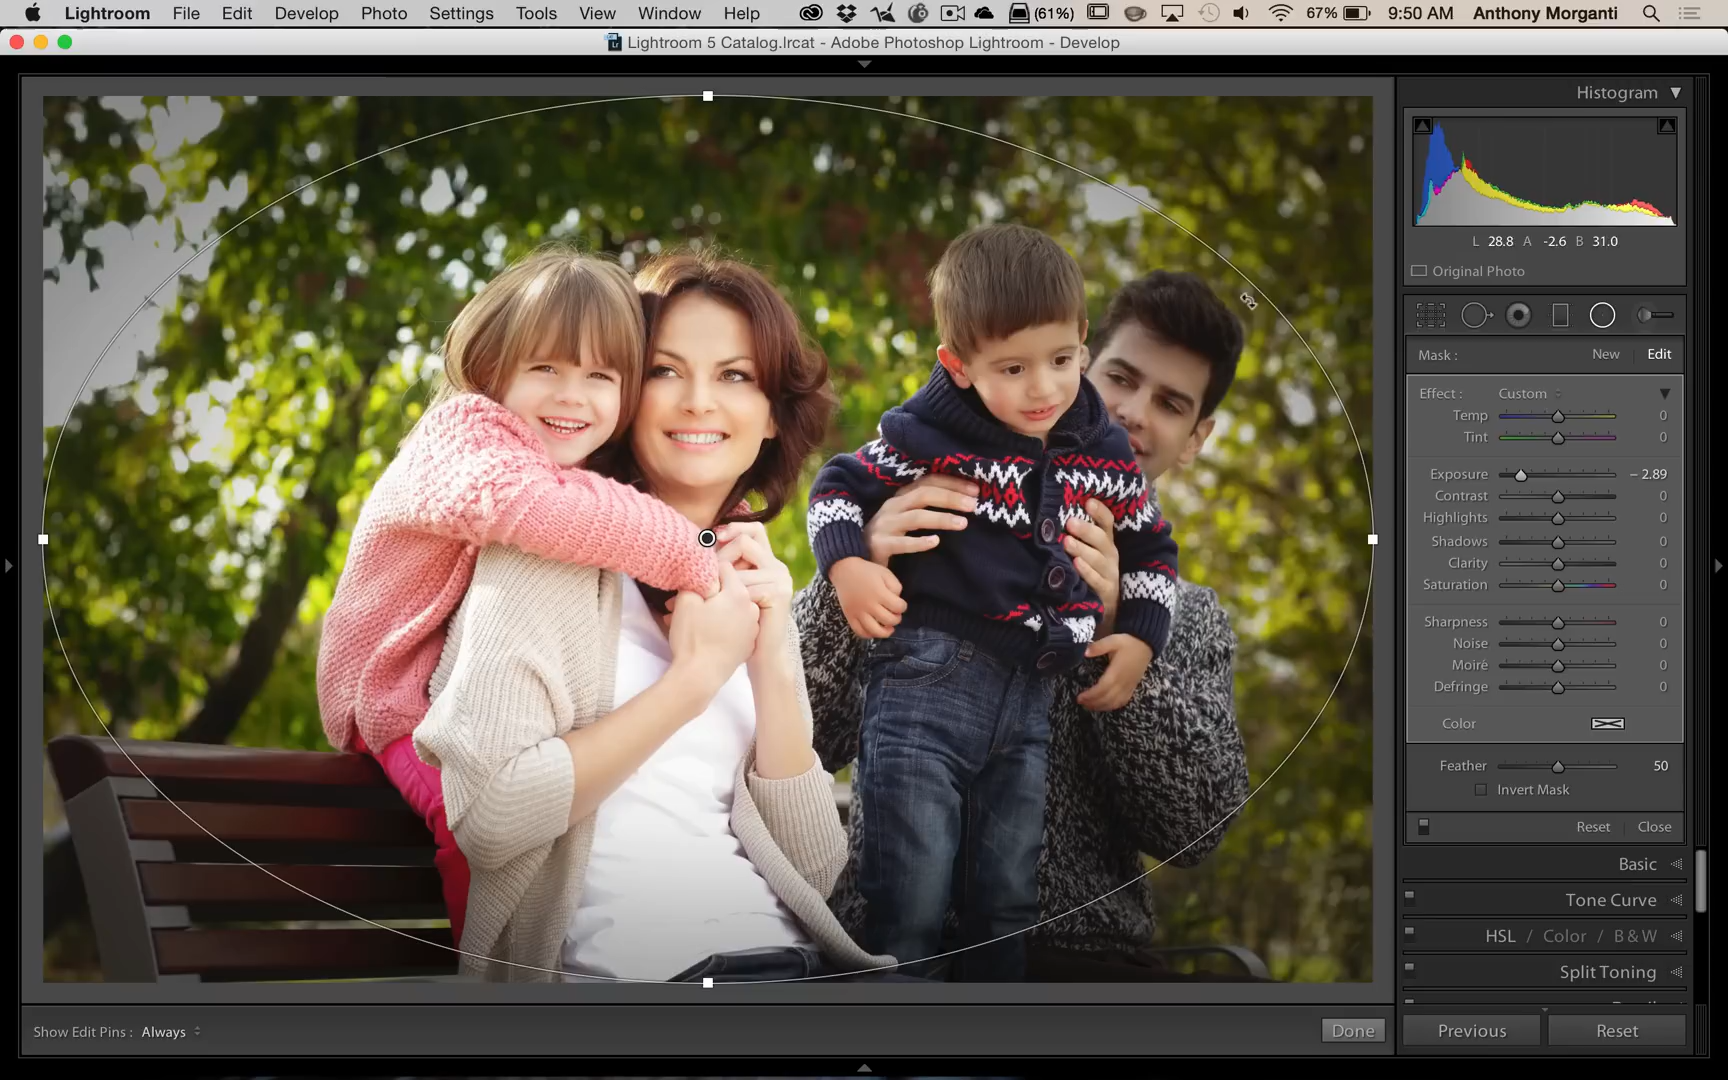 Lightroom File Edit Develop Photo Settings Tools View Window Help (61%) 67% 9:50 AM Anthony Morganti
Lightroom 5 Catalog.lrcat - Adobe Photoshop Lightroom - Develop
Histogram
L 28.8 A -2.6 B 31.0
Original Photo
Mask : New Edit
Effect : Custom
Temp 0
Tint 0
Exposure – 2.89
Contrast 0
Highlights 0
Shadows 0
Clarity 0
Saturation 0
Sharpness 0
Noise 0
Moiré 0
Defringe 0
Color
Feather 50
Invert Mask
Reset Close
Basic
Tone Curve
HSL / Color / B & W
Split Toning
Show Edit Pins : Always Done Previous Reset